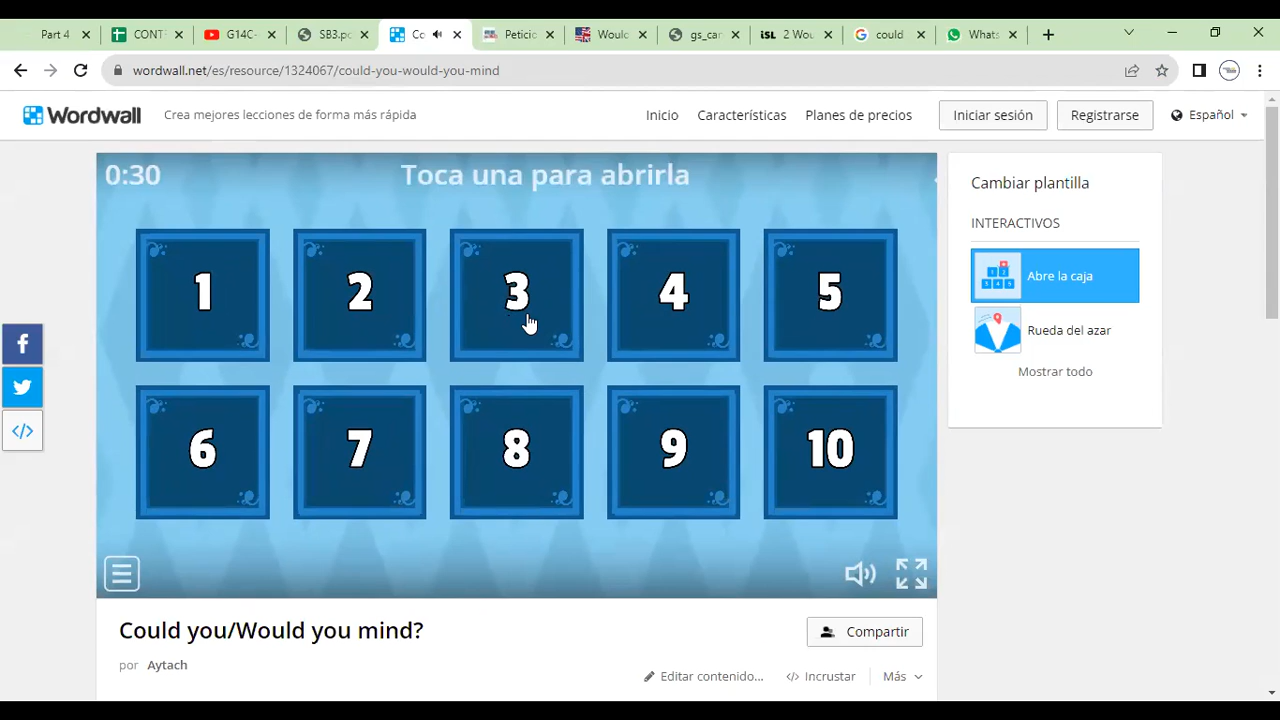 Part 4
CONT
G14C-
SB3.pc
Co
Peticio
Would
gs_can
iSL 2 Wou
could
Whats
wordwall.net/es/resource/1324067/could-you-would-you-mind
Wordwall
Crea mejores lecciones de forma más rápida
Inicio
Características
Planes de precios
Iniciar sesión
Registrarse
Español
0:30
Toca una para abrirla
1 2 3 4 5
6 7 8 9 10
Cambiar plantilla
INTERACTIVOS
Abre la caja
Rueda del azar
Mostrar todo
Could you/Would you mind?
Compartir
por Aytach
Editar contenido...
Incrustar
Más